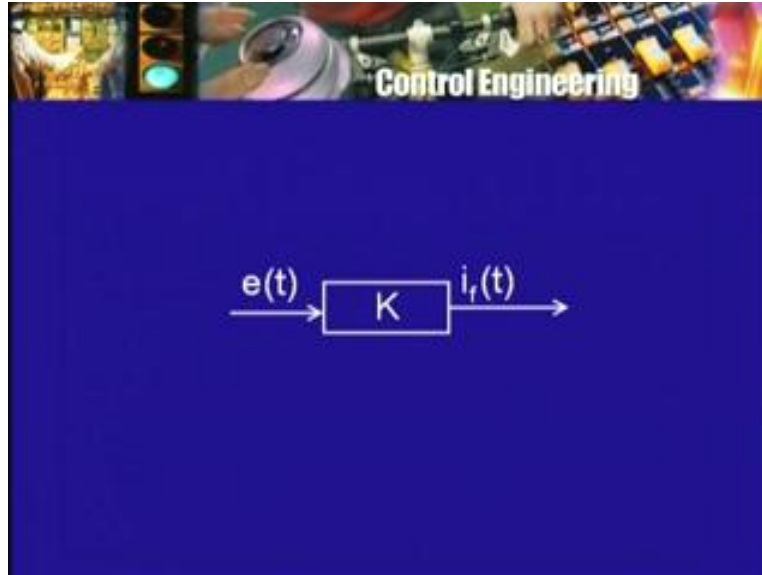 Control Engineering
e(t) K i_f(t)